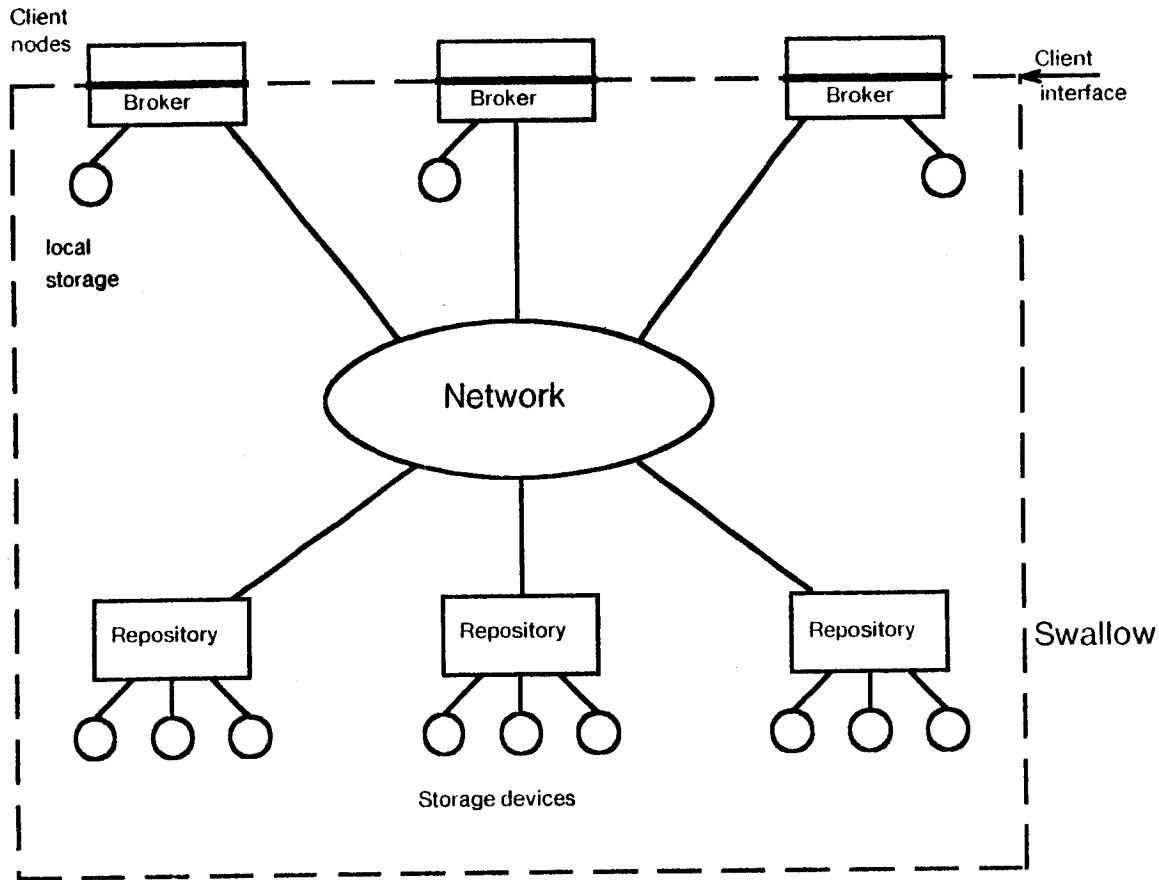 Client
nodes
Broker
Broker
Broker
Client
interface
local
storage
Network
Repository
Repository
Repository
Swallow
Storage devices